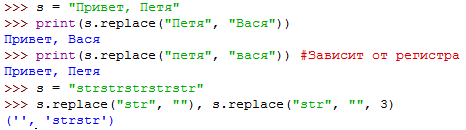 >>> s = "Привет, Петя"
>>> print(s.replace("Петя", "Вася"))
Привет, Вася
>>> print(s.replace("петя", "вася")) #Зависит от регистра
Привет, Петя
>>> s = "strstrstrstrstr"
>>> s.replace("str", ""), s.replace("str", "", 3)
('', 'strstr')